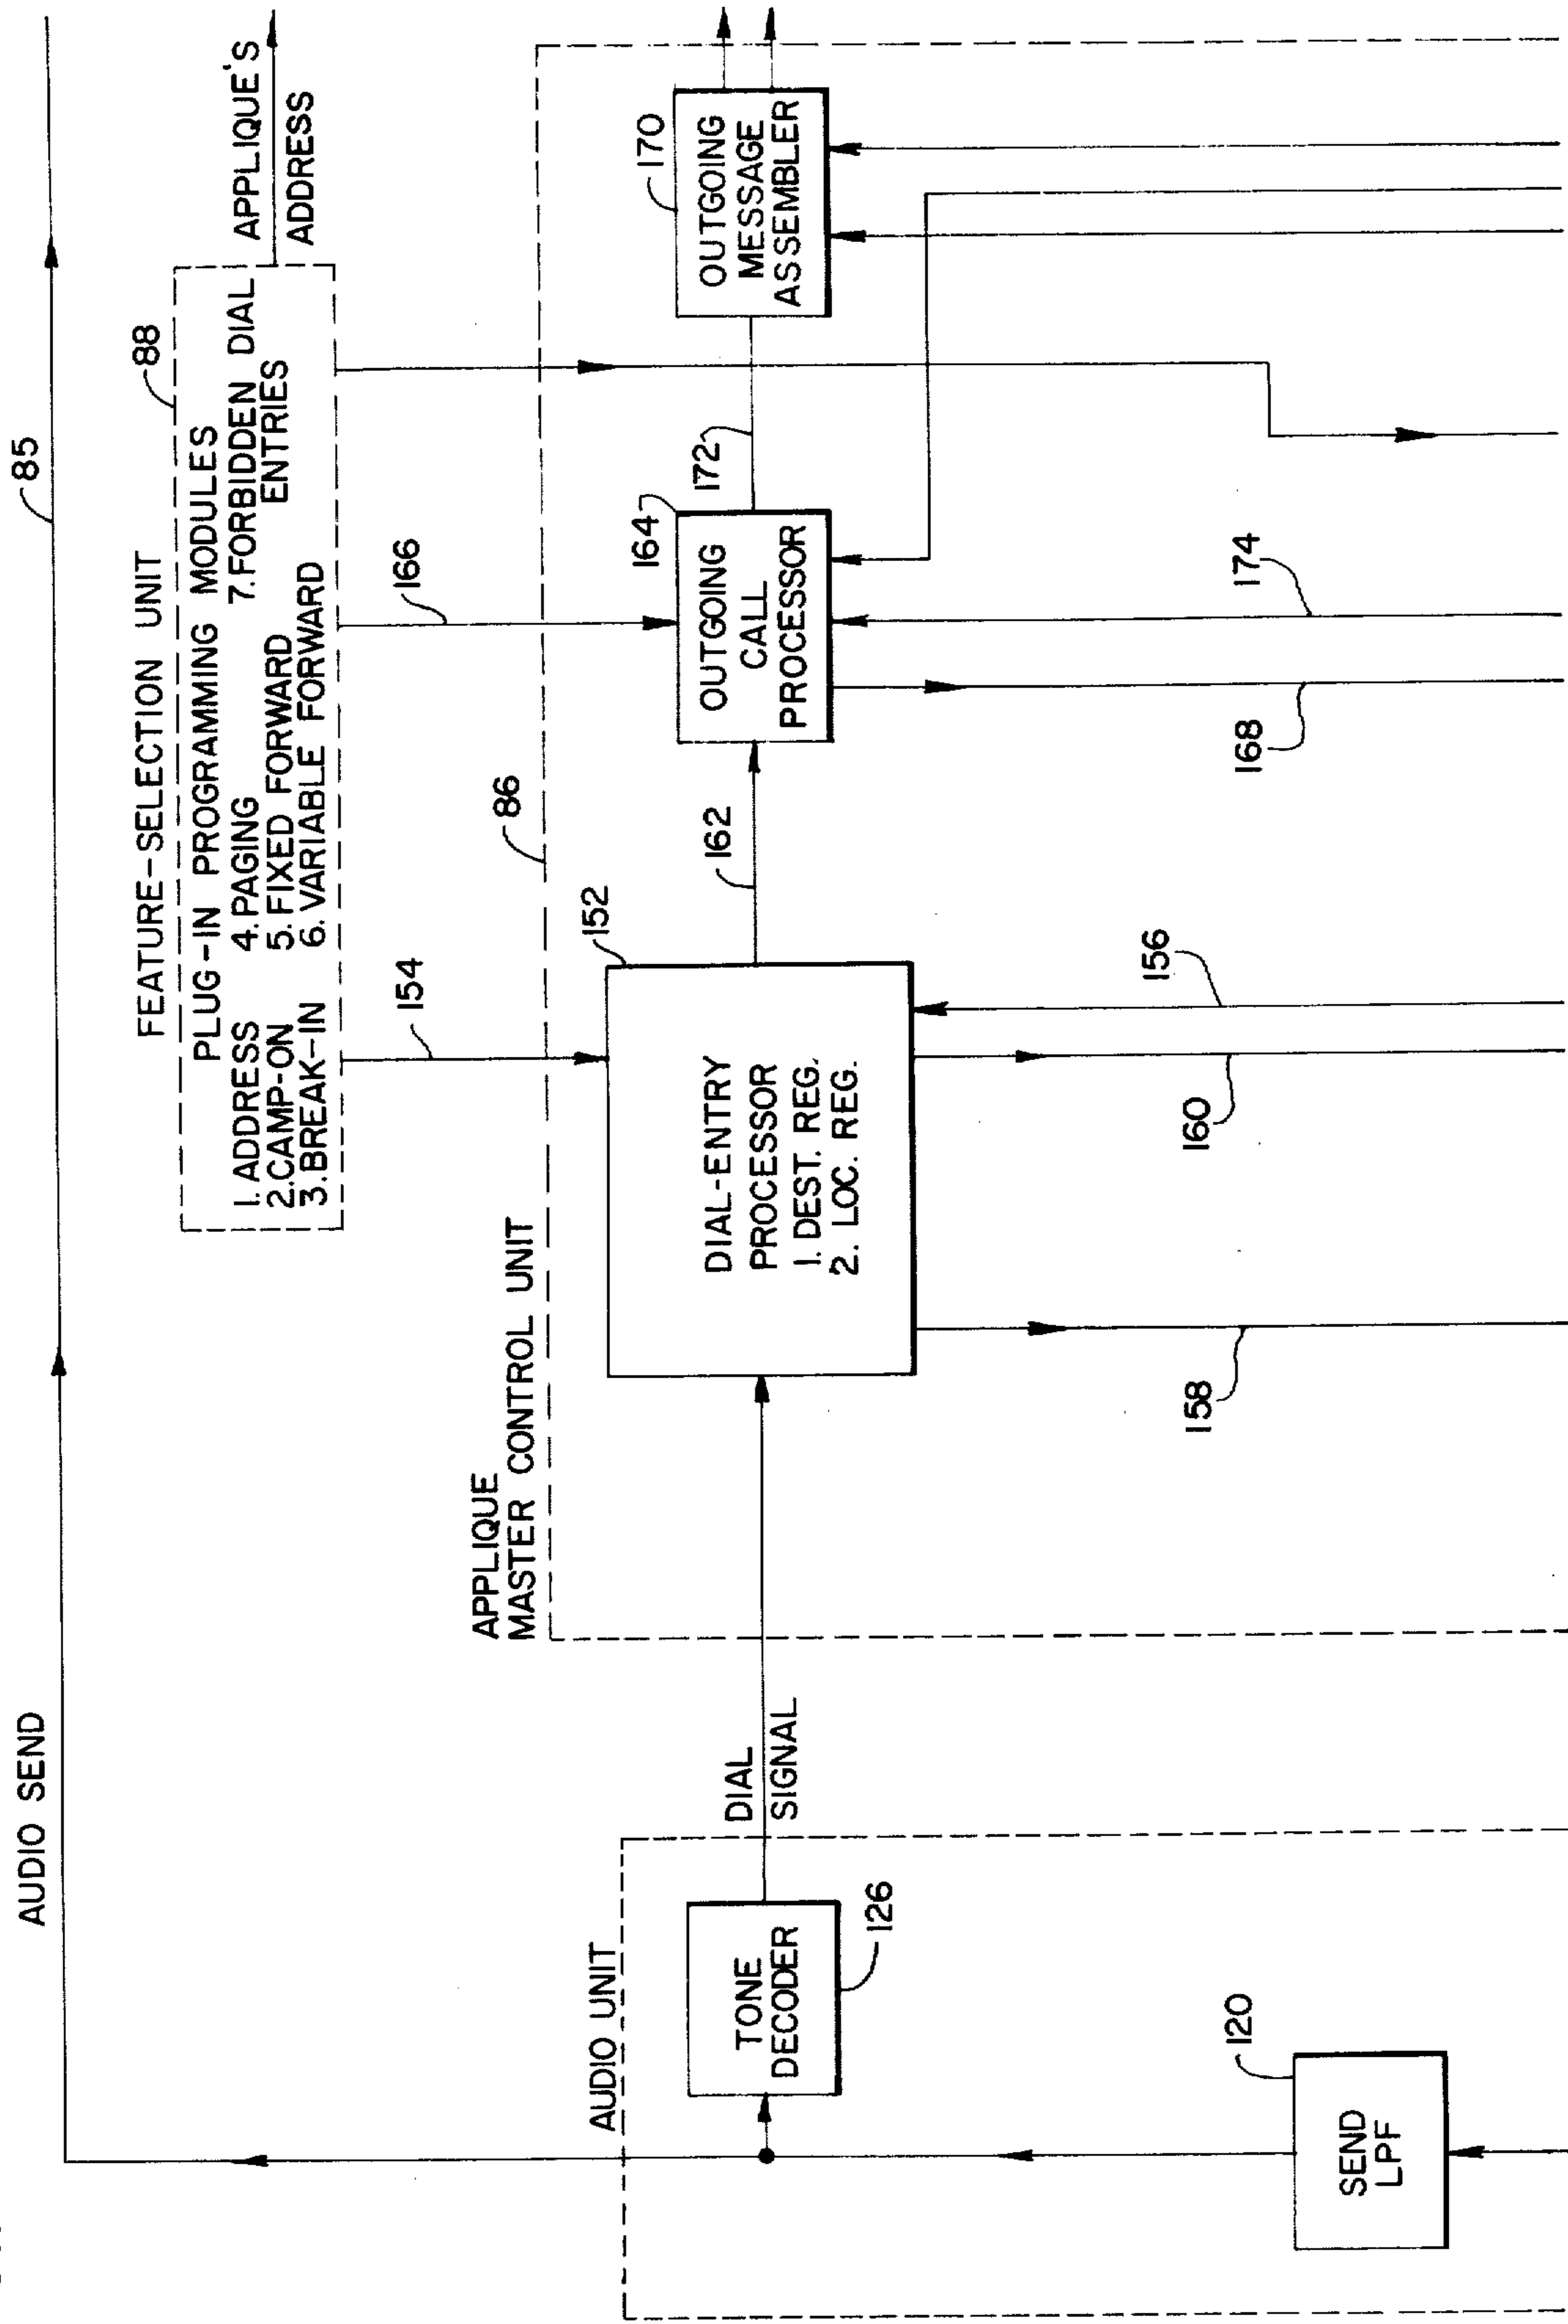 AUDIO SEND
85
FEATURE-SELECTION UNIT
88
PLUG-IN PROGRAMMING MODULES
1. ADDRESS
2. CAMP-ON
3. BREAK-IN
4. PAGING
5. FIXED FORWARD
6. VARIABLE FORWARD
7. FORBIDDEN DIAL
ENTRIES
APPLIQUE'S
ADDRESS
APPLIQUE
MASTER CONTROL UNIT
86
154
166
AUDIO UNIT
TONE
DECODER
126
DIAL
SIGNAL
152
DIAL-ENTRY
PROCESSOR
1. DEST. REG.
2. LOC. REG.
162
164
OUTGOING
CALL
PROCESSOR
172
170
OUTGOING
MESSAGE
ASSEMBLER
120
SEND
LPF
158
160
156
168
174